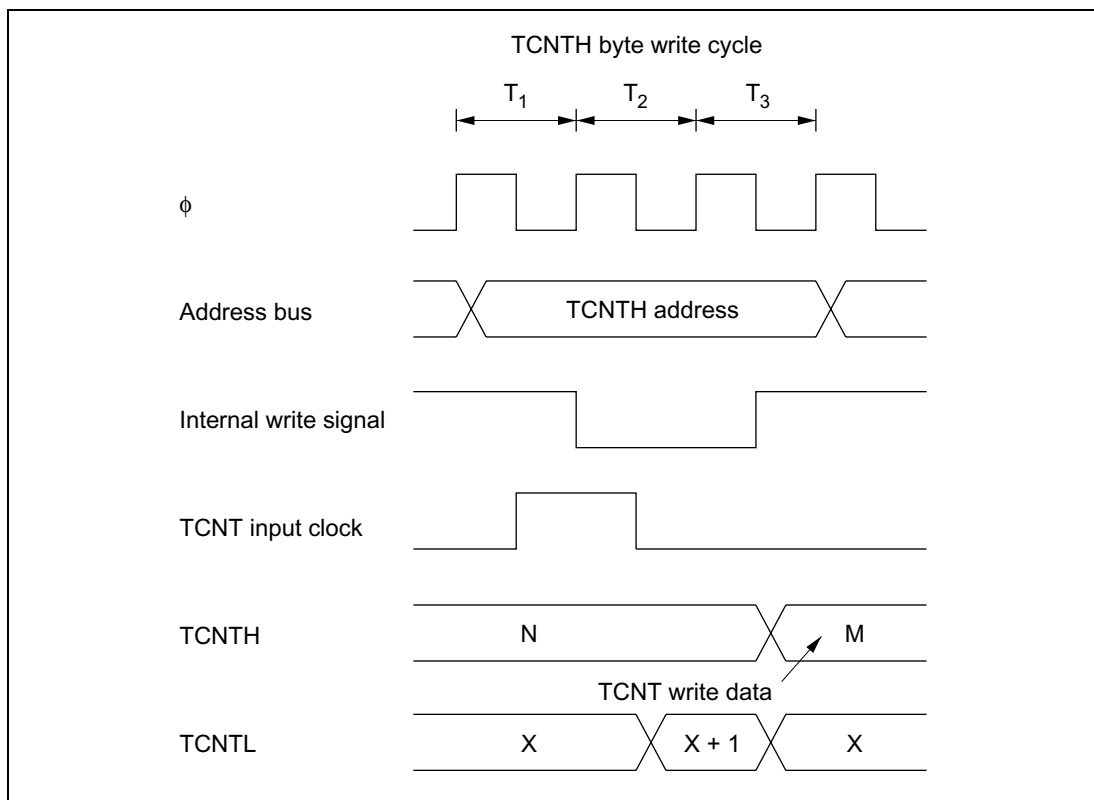 TCNTH byte write cycle
T1 T2 T3
φ
Address bus TCNTH address
Internal write signal
TCNT input clock
TCNTH N M
TCNT write data
TCNTL X X + 1 X